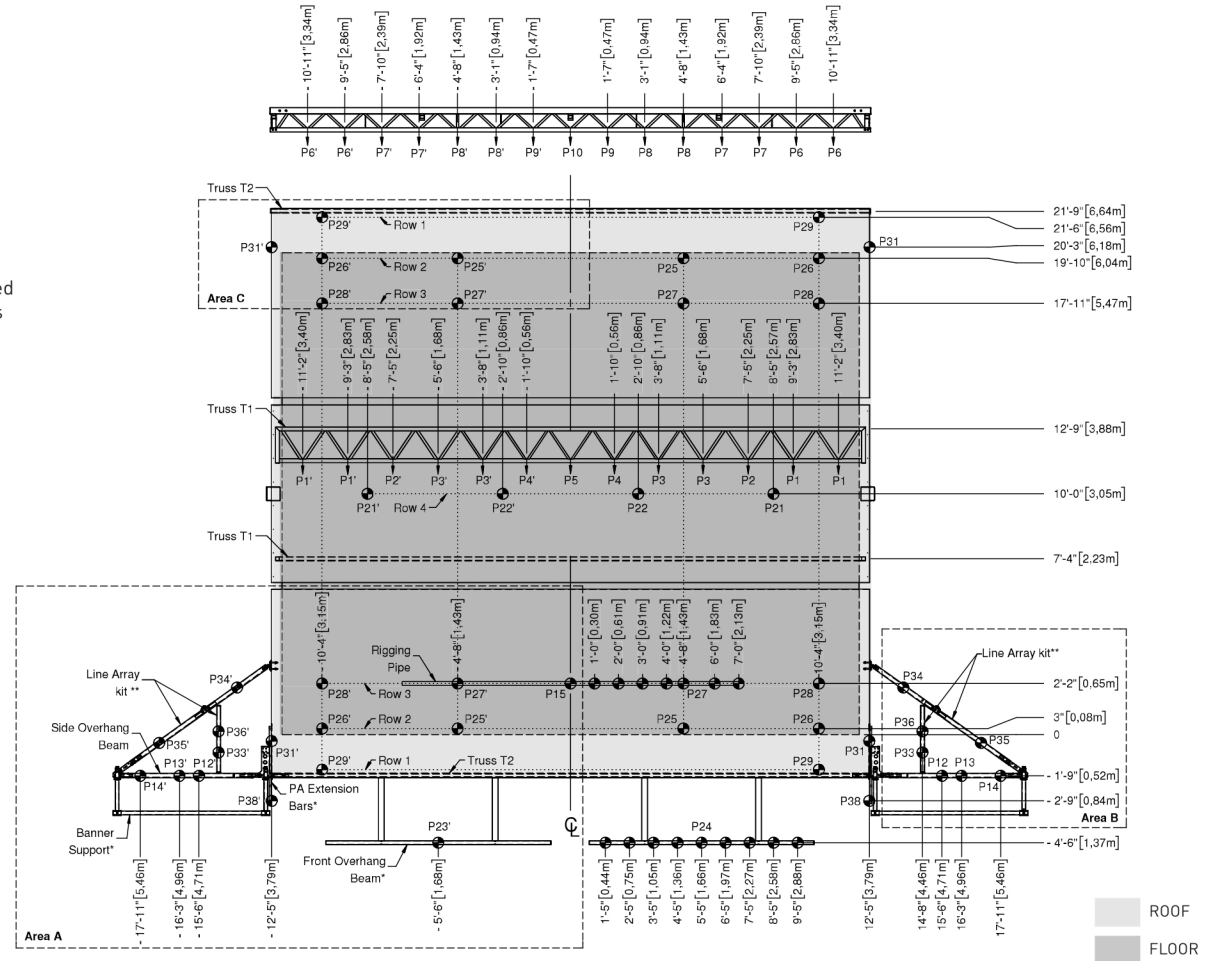 - 10'-11" [3,34m]
- 9'-5" [2,86m]
- 7'-10" [2,39m]
- 6'-4" [1,92m]
- 4'-8" [1,43m]
- 3'-1" [0,94m]
- 1'-7" [0,47m]
1'-7" [0,47m]
3'-1" [0,94m]
4'-8" [1,43m]
6'-4" [1,92m]
7'-10" [2,39m]
9'-5" [2,86m]
10'-11" [3,34m]
P6' P6' P7' P7' P8' P8' P9' P10 P9 P8 P8 P7 P7 P6 P6
Truss T2
21'-9" [6,64m]
P29' Row 1 P29
21'-6" [6,56m]
P31' P31
20'-3" [6,18m]
P26' Row 2 P25' P25 P26
19'-10" [6,04m]
ed
s
Area C
P28' Row 3 P27' P27 P28
17'-11" [5,47m]
- 11'-2" [3,40m]
- 9'-3" [2,83m]
- 8'-5" [2,58m]
- 7'-5" [2,25m]
- 5'-6" [1,68m]
- 3'-8" [1,11m]
- 2'-10" [0,86m]
- 1'-10" [0,56m]
1'-10" [0,56m]
2'-10" [0,86m]
3'-8" [1,11m]
5'-6" [1,68m]
7'-5" [2,25m]
8'-5" [2,57m]
9'-3" [2,83m]
11'-2" [3,40m]
Truss T1
12'-9" [3,88m]
P1' P1' P2' P3' P3' P4' P5 P4 P3 P3 P2 P1 P1
P21' Row 4 P22' P22 P21
10'-0" [3,05m]
Truss T1
7'-4" [2,23m]
- 10'-4" [3,15m]
- 4'-8" [1,43m]
1'-0" [0,30m]
2'-0" [0,61m]
3'-0" [0,91m]
4'-0" [1,22m]
4'-8" [1,43m]
6'-0" [1,83m]
7'-0" [2,13m]
10'-4" [3,15m]
Rigging
Pipe
Line Array
kit **
Line Array kit**
P34' P28' Row 3 P27' P15 P27 P28 P34
2'-2" [0,65m]
Side Overhang
Beam
P36' P26' Row 2 P25' P25 P26 P36
3" [0,08m]
0
P35' P31' P31 P35
P33' P33
P14' P13' P12' P29' Row 1 Truss T2 P29 P12 P13 P14
- 1'-9" [0,52m]
PA Extension
Bars*
P38' P38
- 2'-9" [0,84m]
Area B
Banner
Support*
P23' ℄ P24
- 4'-6" [1,37m]
Front Overhang
Beam*
- 17'-11" [5,46m]
- 16'-3" [4,96m]
- 15'-6" [4,71m]
- 12'-5" [3,79m]
- 5'-6" [1,68m]
1'-5" [0,44m]
2'-5" [0,75m]
3'-5" [1,05m]
4'-5" [1,36m]
5'-5" [1,66m]
6'-5" [1,97m]
7'-5" [2,27m]
8'-5" [2,58m]
9'-5" [2,88m]
12'-5" [3,79m]
14'-8" [4,46m]
15'-6" [4,71m]
16'-3" [4,96m]
17'-11" [5,46m]
Area A
ROOF
FLOOR